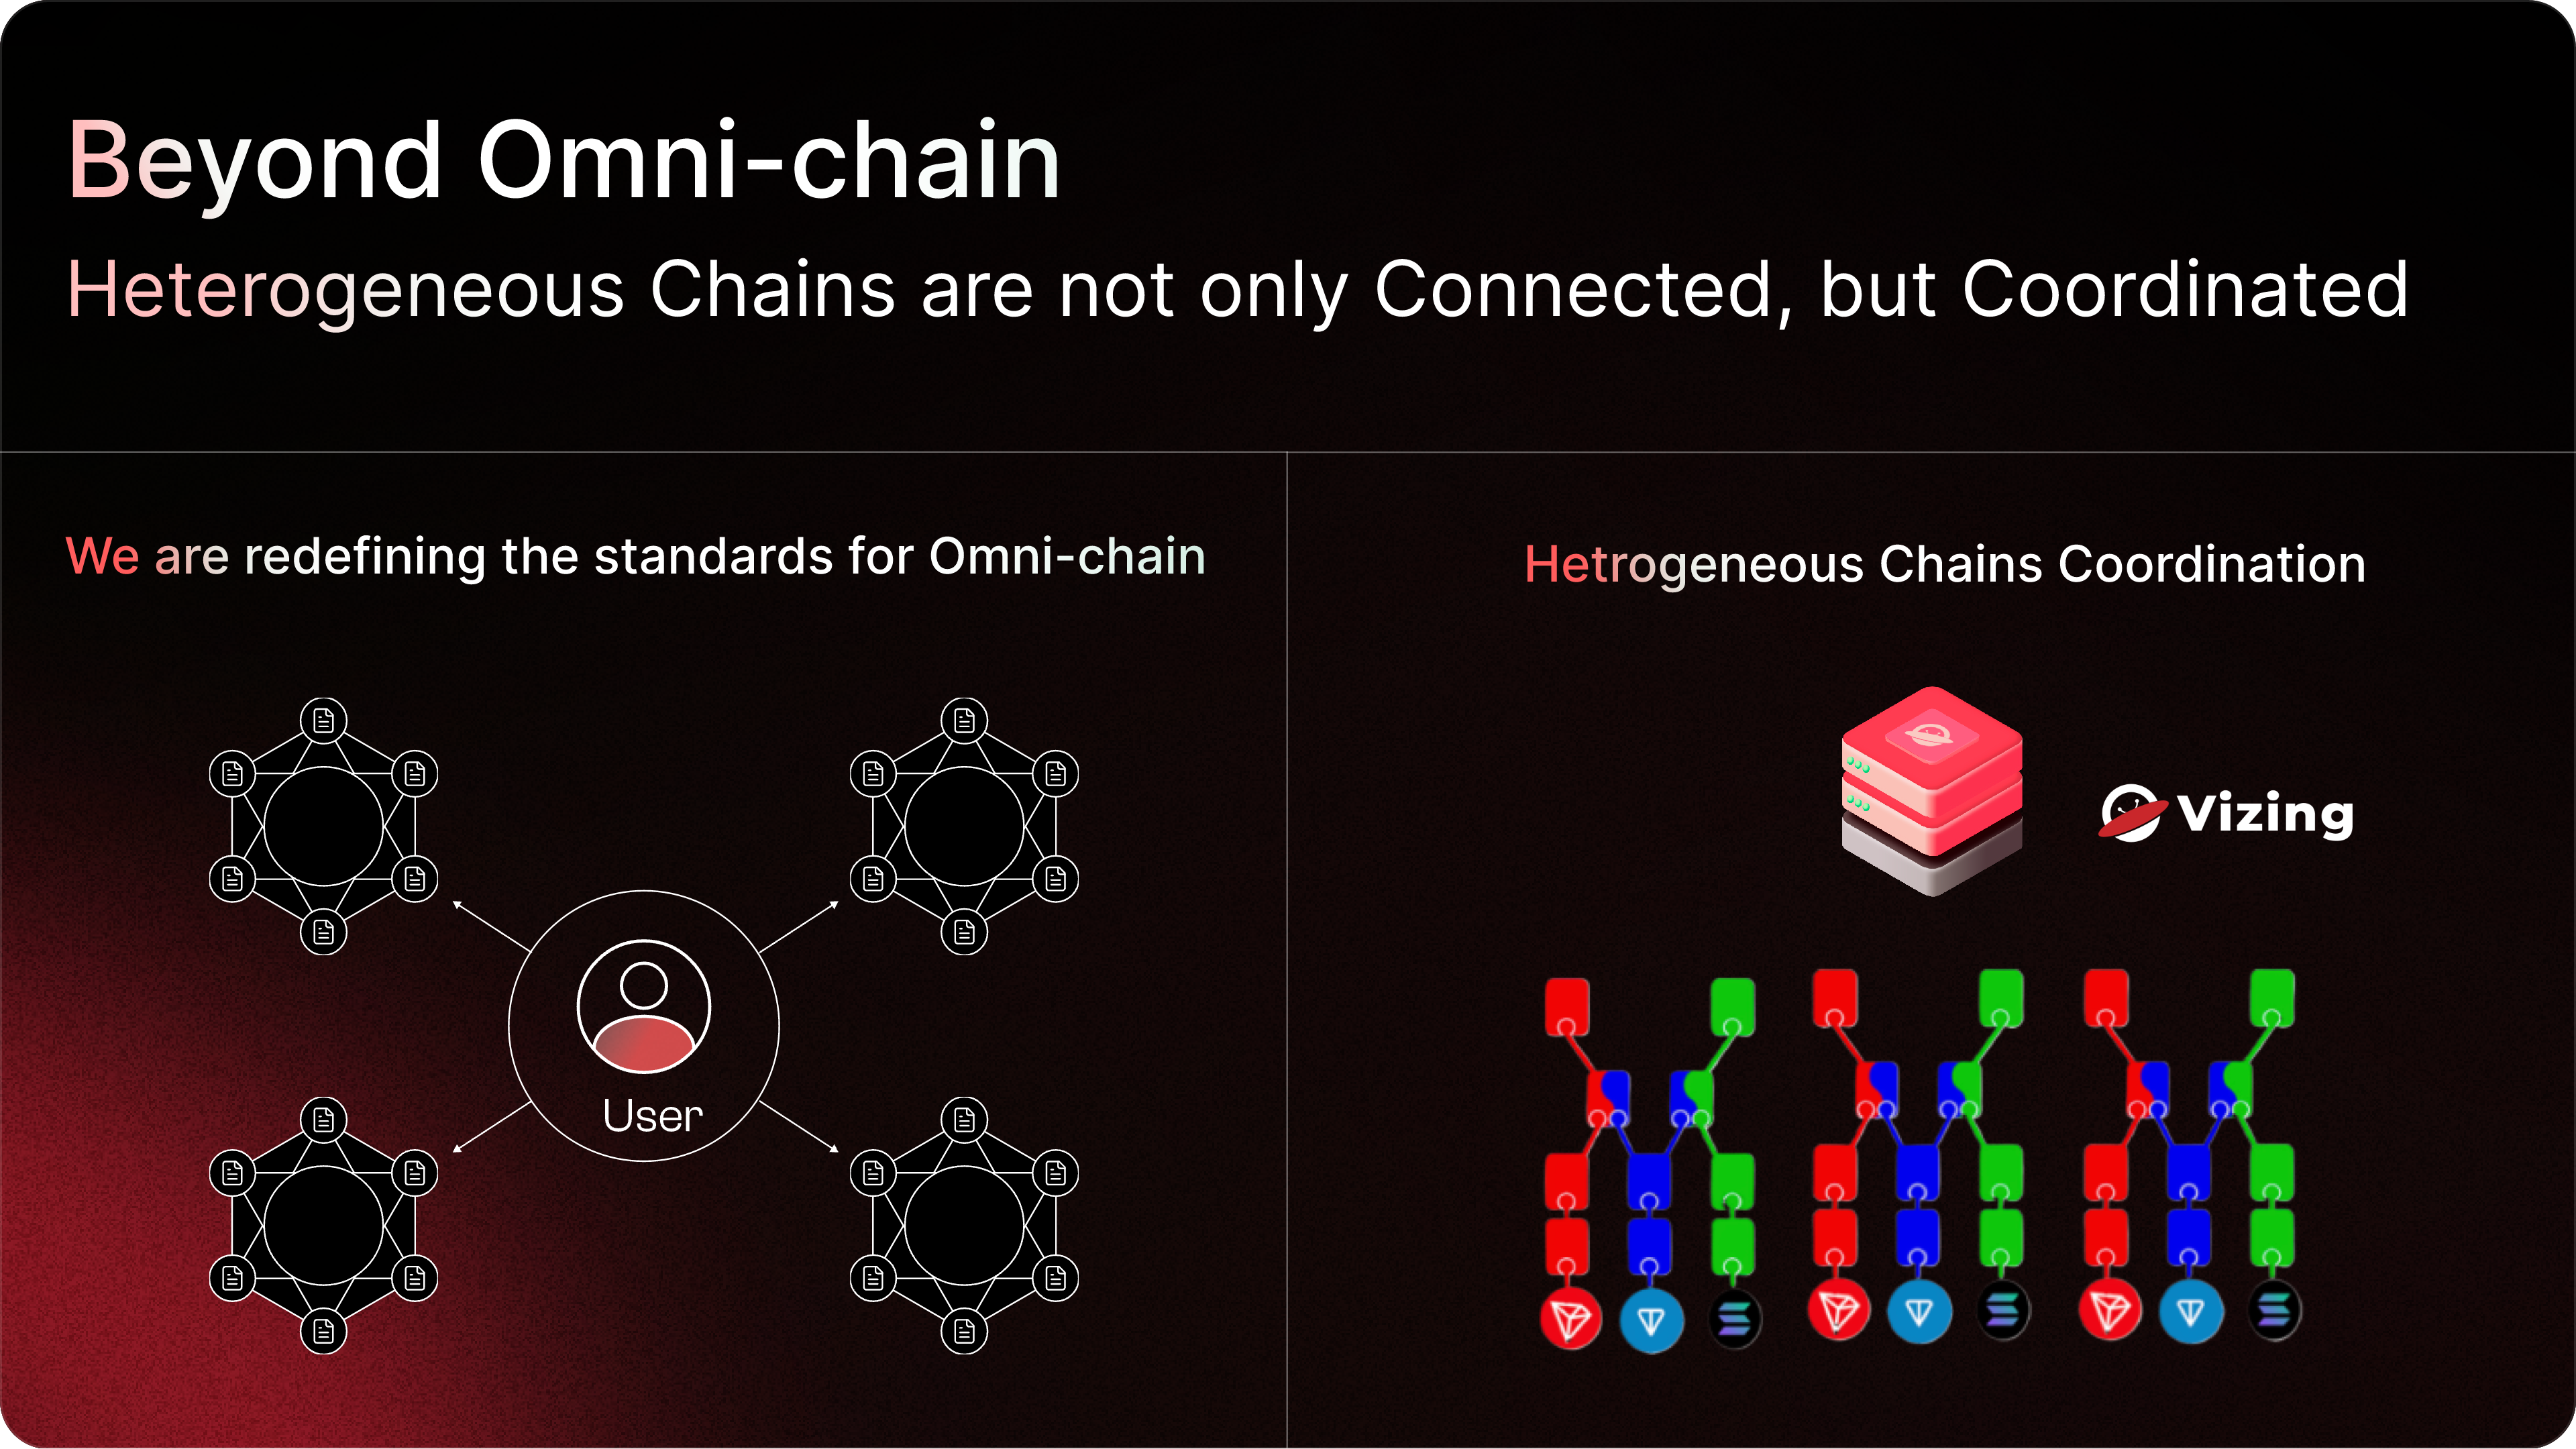 Beyond Omni-chain
Heterogeneous Chains are not only Connected, but Coordinated
We are redefining the standards for Omni-chain
Hetrogeneous Chains Coordination
Vizing
User